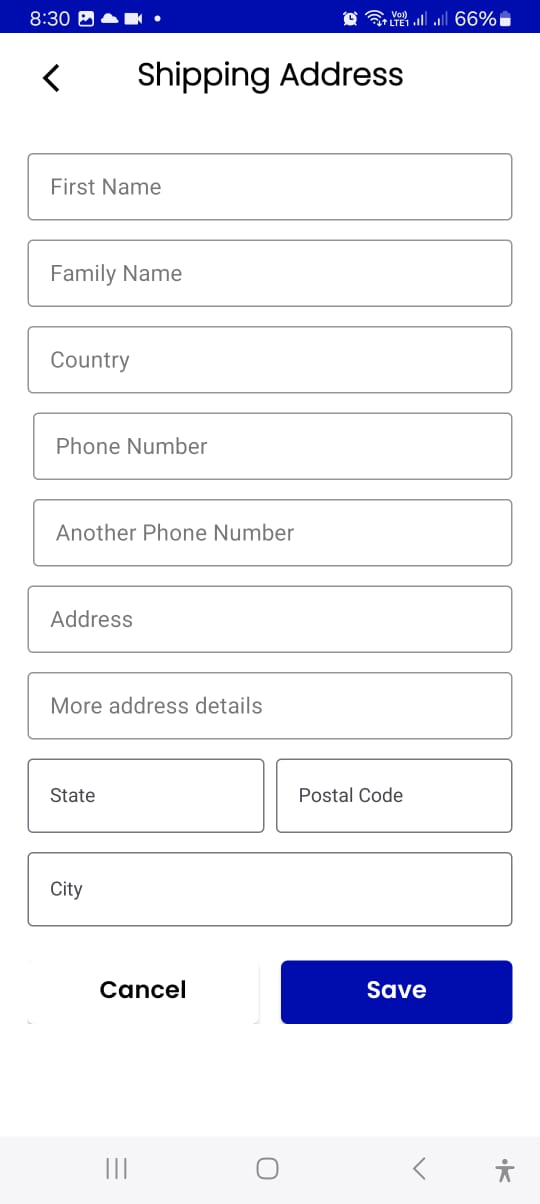 8:30 Vo)) LTE1 66%
Shipping Address
First Name
Family Name
Country
Phone Number
Another Phone Number
Address
More address details
State Postal Code
City
Cancel Save